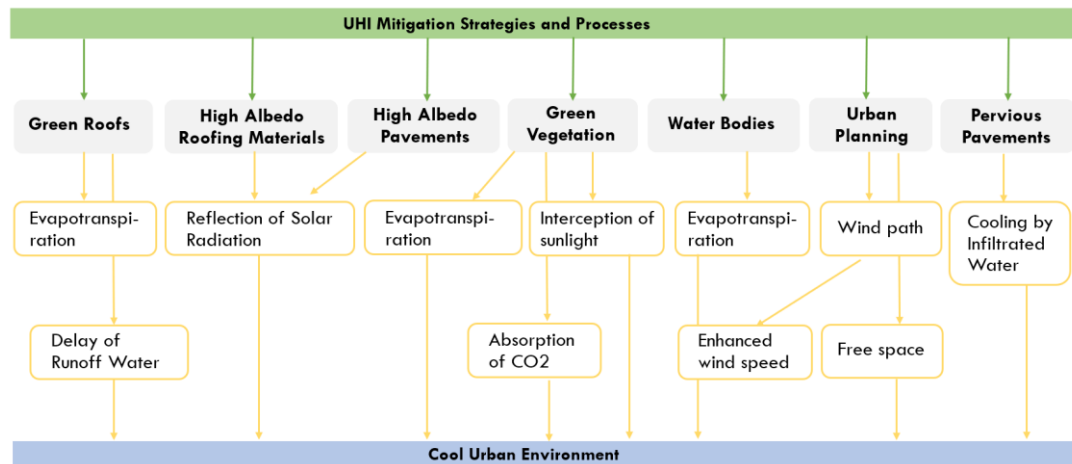 UHI Mitigation Strategies and Processes
Green Roofs
High Albedo
Roofing Materials
High Albedo
Pavements
Green
Vegetation
Water Bodies
Urban
Planning
Pervious
Pavements
Evapotranspi-
ration
Reflection of Solar
Radiation
Evapotranspi-
ration
Interception of
sunlight
Evapotranspi-
ration
Wind path
Cooling by
Infiltrated
Water
Delay of
Runoff Water
Absorption
of CO2
Enhanced
wind speed
Free space
Cool Urban Environment